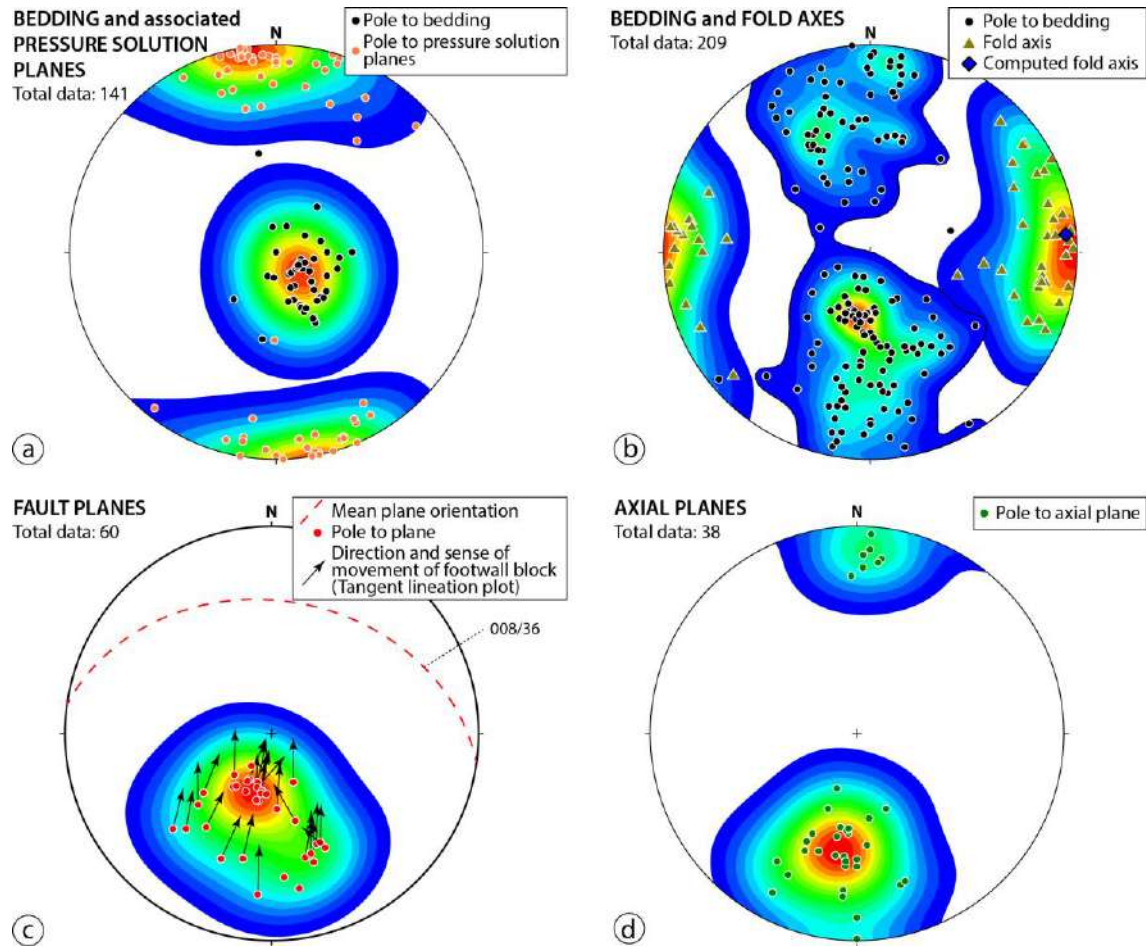 BEDDING and associated
PRESSURE SOLUTION
PLANES
Total data: 141
N
Pole to bedding
Pole to pressure solution
planes
a
BEDDING and FOLD AXES
Total data: 209
N
Pole to bedding
Fold axis
Computed fold axis
b
FAULT PLANES
Total data: 60
N
Mean plane orientation
Pole to plane
Direction and sense of
movement of footwall block
(Tangent lineation plot)
008/36
c
AXIAL PLANES
Total data: 38
N
Pole to axial plane
d